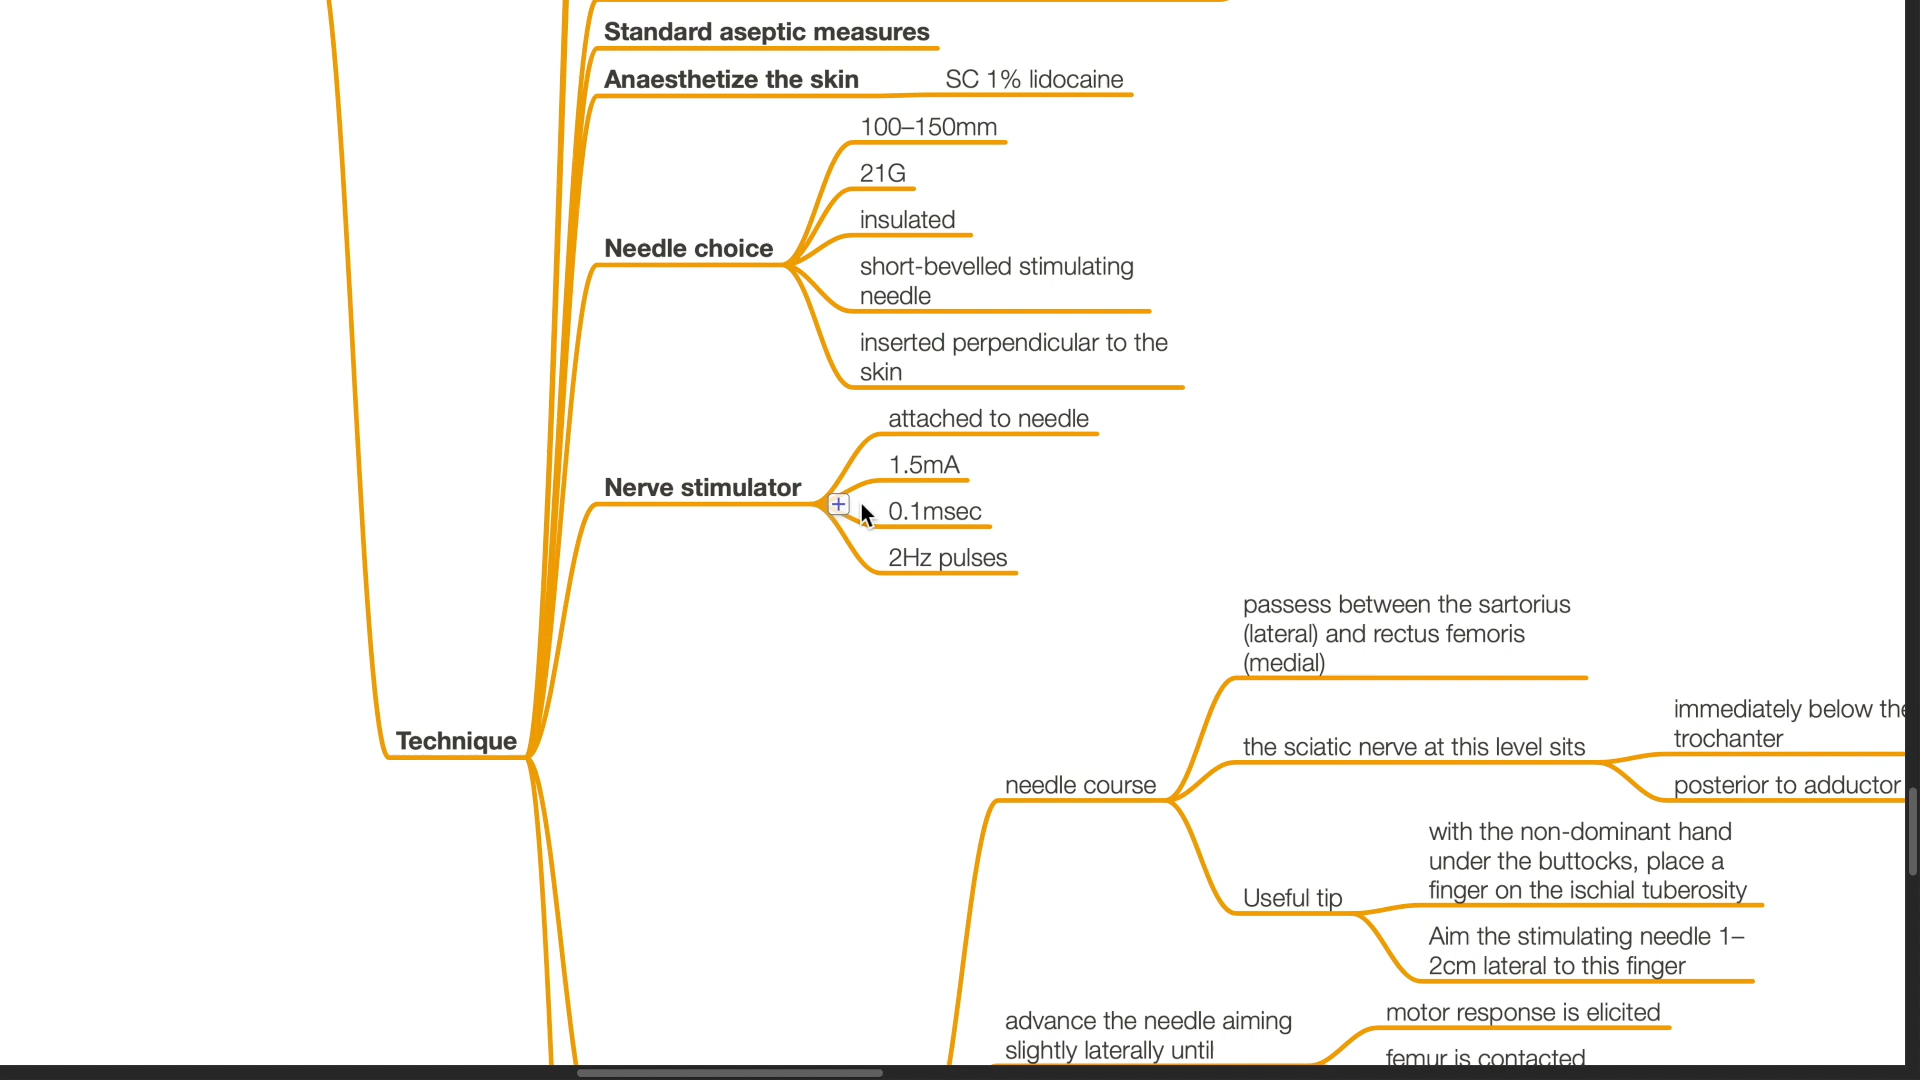 Standard aseptic measures
Anaesthetize the skin
SC 1% lidocaine
Needle choice
100–150mm
21G
insulated
short-bevelled stimulating
needle
inserted perpendicular to the
skin
Nerve stimulator
attached to needle
1.5mA
0.1msec
2Hz pulses
Technique
needle course
passess between the sartorius
(lateral) and rectus femoris
(medial)
the sciatic nerve at this level sits
immediately below the
trochanter
posterior to adductor
Useful tip
with the non-dominant hand
under the buttocks, place a
finger on the ischial tuberosity
Aim the stimulating needle 1–
2cm lateral to this finger
advance the needle aiming
slightly laterally until
motor response is elicited
femur is contacted